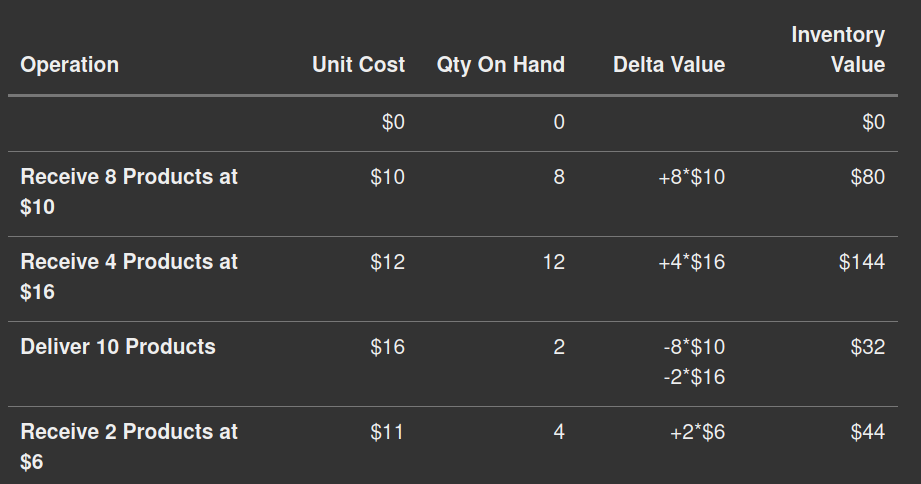 Operation Unit Cost Qty On Hand Delta Value Inventory Value
$0 0 $0
Receive 8 Products at $10 $10 8 +8*$10 $80
Receive 4 Products at $16 $12 12 +4*$16 $144
Deliver 10 Products $16 2 -8*$10 $32
-2*$16
Receive 2 Products at $6 $11 4 +2*$6 $44